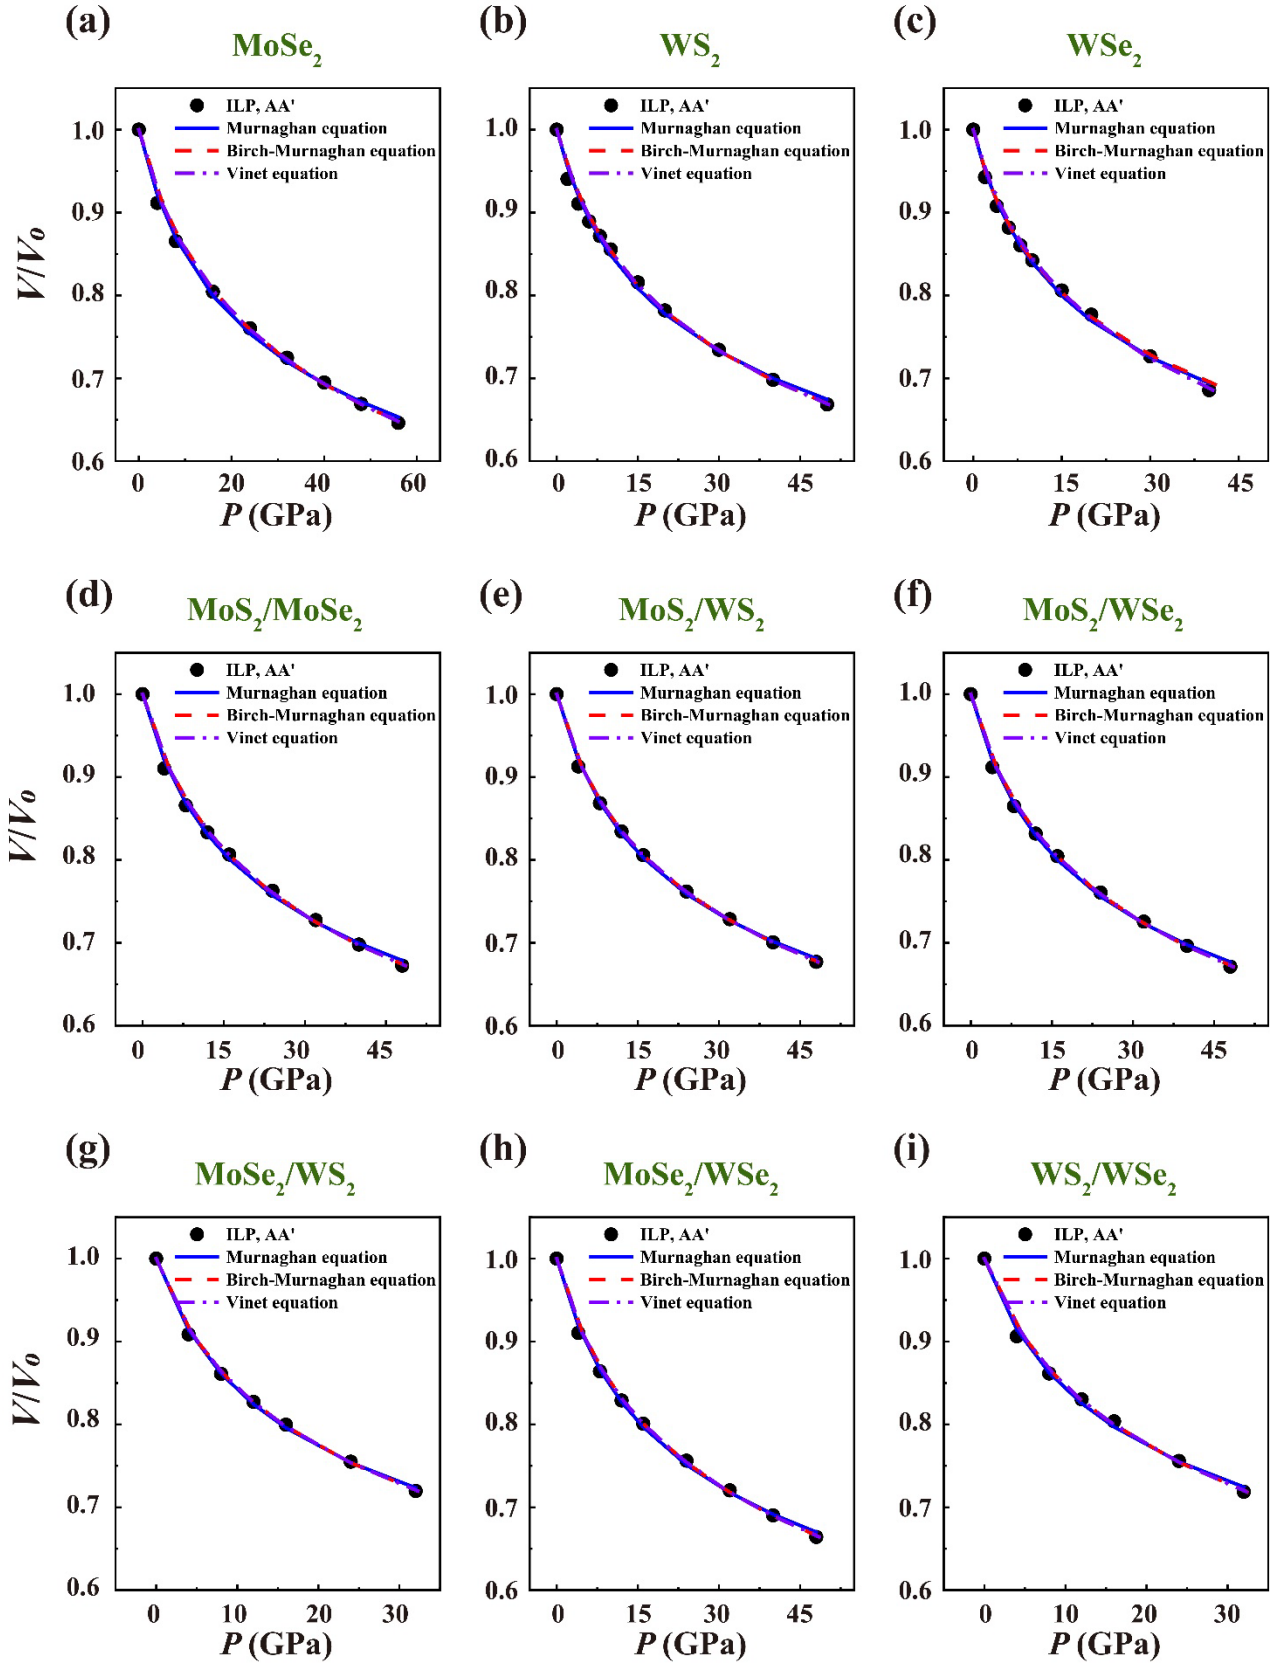 (a)
MoSe₂
ILP, AA'
Murnaghan cquation
Birch-Murnaghan equation
Vinet equation
1.0
0.9
0.8
0.7
0.6
V/Vo
0 20 40 60
P (GPa)
(b)
WS₂
ILP, AA'
Murnaghan cquation
Birch-Murnaghan equation
Vinet equation
1.0
0.9
0.8
0.7
0.6
0 15 30 45
P (GPa)
(c)
WSe₂
ILP, AA'
Murnaghan equation
Birch-Murnaghan equation
Vinet equation
1.0
0.9
0.8
0.7
0.6
0 15 30 45
P (GPa)
(d)
MoS₂/MoSe₂
ILP, AA'
Murnaghan equation
Birch-Murnaghan equation
Vinct equation
1.0
0.9
0.8
0.7
0.6
V/Vo
0 15 30 45
P (GPa)
(e)
MoS₂/WS₂
ILP, AA'
Murnaghan equation
Birch-Murnaghan equation
Vinct equation
1.0
0.9
0.8
0.7
0.6
0 15 30 45
P (GPa)
(f)
MoS₂/WSe₂
ILP, AA'
Murnaghan equation
Birch-Murnaghan equation
Vinct equation
1.0
0.9
0.8
0.7
0.6
0 15 30 45
P (GPa)
(g)
MoSe₂/WS₂
ILP, AA'
Murnaghan equation
Birch-Murnaghan equation
Vinet equation
1.0
0.9
0.8
0.7
0.6
V/Vo
0 10 20 30
P (GPa)
(h)
MoSe₂/WSe₂
ILP, AA'
Murnaghan equation
Birch-Murnaghan equation
Vinet equation
1.0
0.9
0.8
0.7
0.6
0 15 30 45
P (GPa)
(i)
WS₂/WSe₂
ILP, AA'
Murnaghan equation
Birch-Murnaghan equation
Vinet equation
1.0
0.9
0.8
0.7
0.6
0 10 20 30
P (GPa)